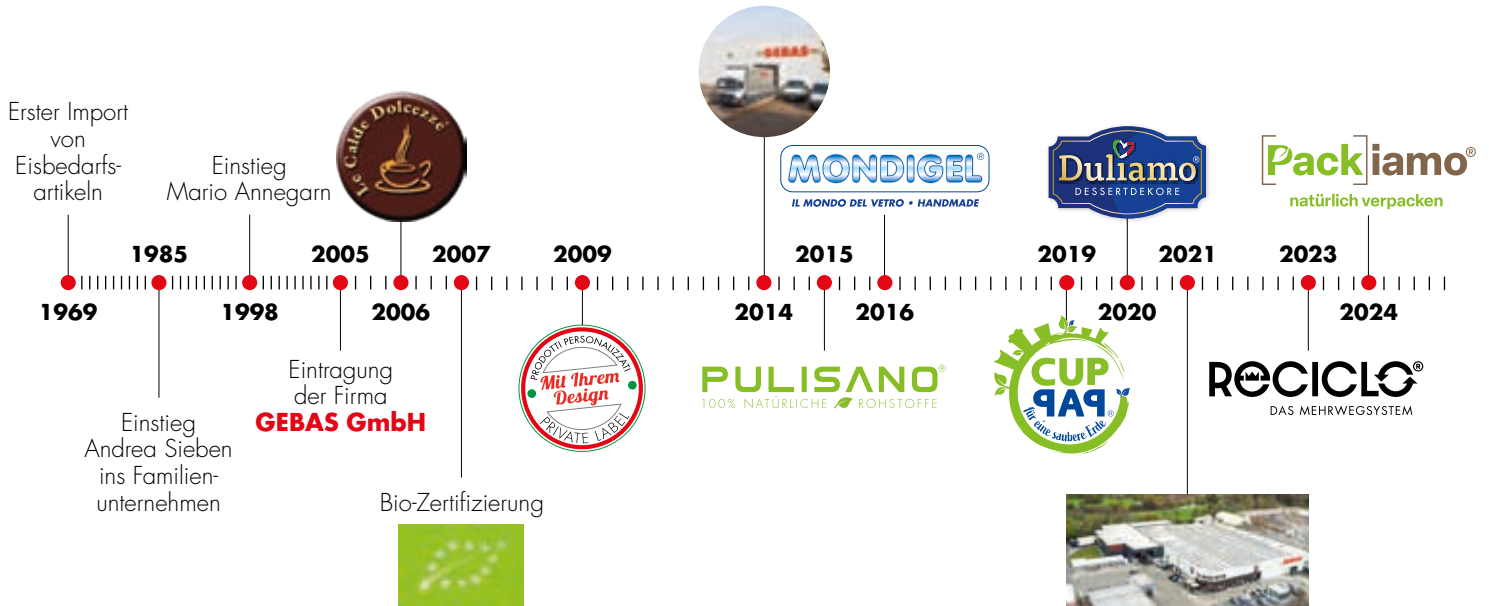 Erster Import
von
Eisbedarfs-
artikeln
1969
1985
Einstieg
Andrea Sieben
ins Familien-
unternehmen
Einstieg
Mario Annegarn
1998
2005
Eintragung
der Firma
GEBAS GmbH
Le Calde Dolcezze
2006
2007
Bio-Zertifizierung
2009
PRODOTTI PERSONALIZZATI
Mit Ihrem
Design
PRIVATE LABEL
GEBAS
2014
2015
PULISANO®
100% NATÜRLICHE ROHSTOFFE
MONDIGEL®
IL MONDO DEL VETRO • HANDMADE
2016
2019
CUP
PAP
für eine saubere Erde®
Duliamo®
DESSERTDEKORE
2020
2021
2023
RECICLO®
DAS MEHRWEGSYSTEM
[Pack]iamo®
natürlich verpacken
2024